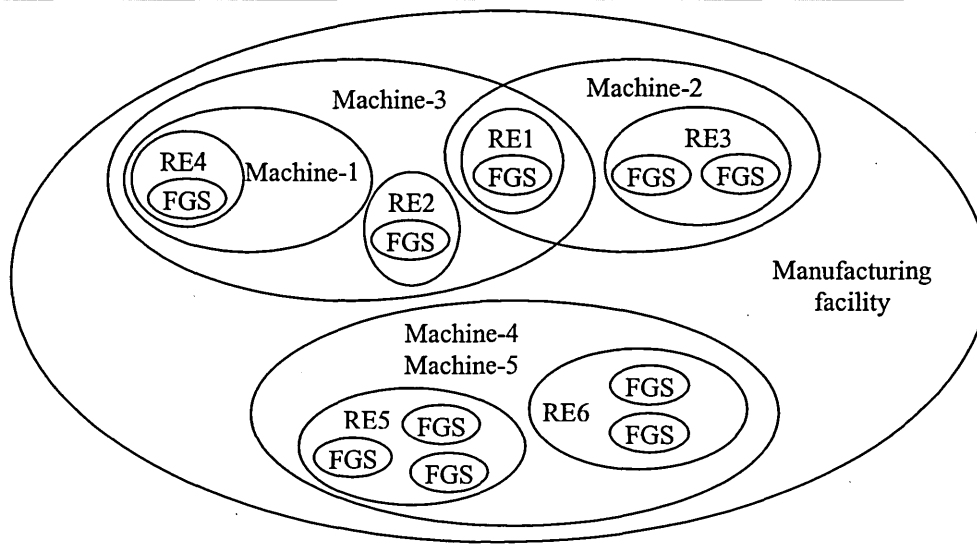 Machine-3
Machine-2
RE4
FGS
Machine-1
RE2
FGS
RE1
FGS
RE3
FGS
FGS
Manufacturing
facility
Machine-4
Machine-5
RE5
FGS
FGS
FGS
RE6
FGS
FGS